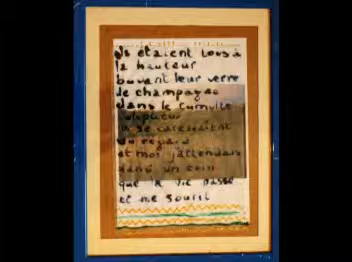 Ils étaient tous à
la hauteur
buvant leur verre
de champagne
dans le tumulte
se caressaient
du regard
et moi j'attendais
dans un coin
que la vie passe
et me sourit